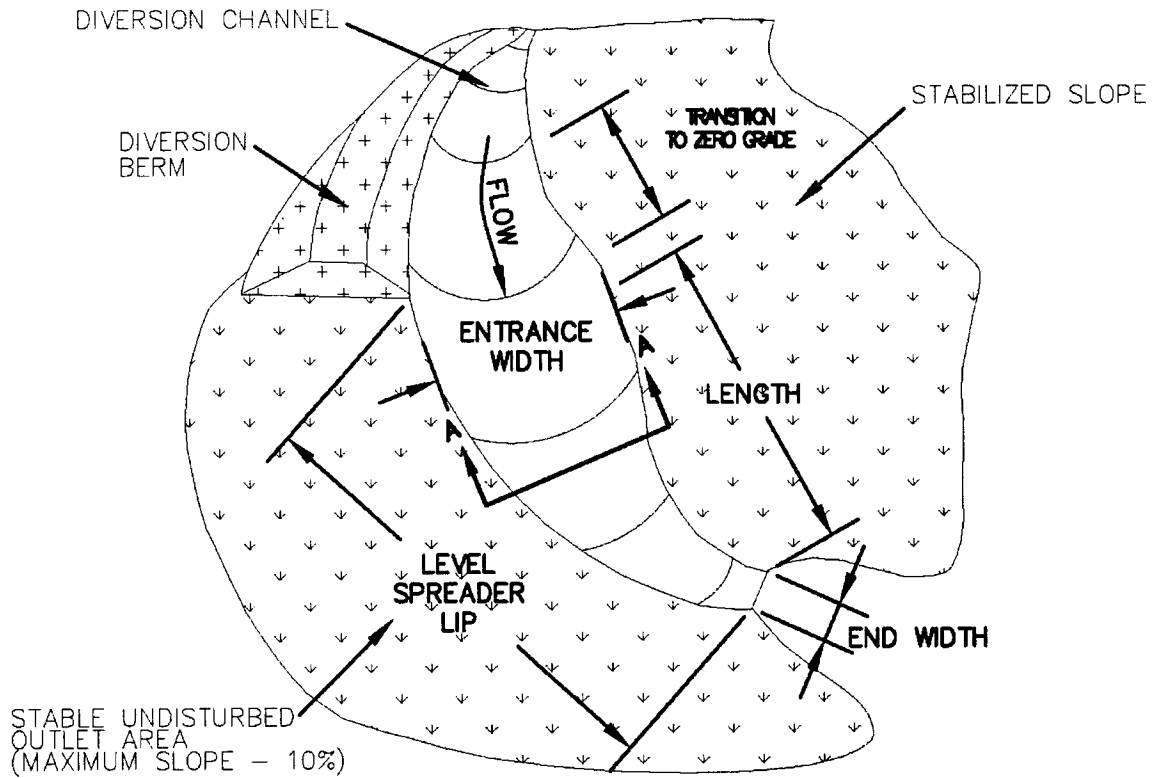 DIVERSION CHANNEL
STABILIZED SLOPE
TRANSITION
TO ZERO GRADE
DIVERSION
BERM
FLOW
ENTRANCE
WIDTH
A
LENGTH
A
LEVEL
SPREADER
LIP
END WIDTH
STABLE UNDISTURBED
OUTLET AREA
(MAXIMUM SLOPE - 10%)